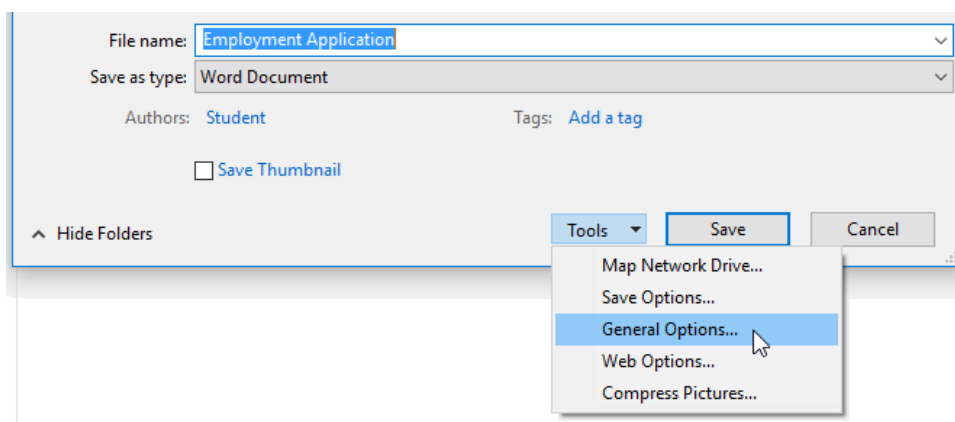 File name: Employment Application
Save as type: Word Document
Authors: Student Tags: Add a tag
Save Thumbnail
Hide Folders Tools Save Cancel
Map Network Drive...
Save Options...
General Options...
Web Options...
Compress Pictures...